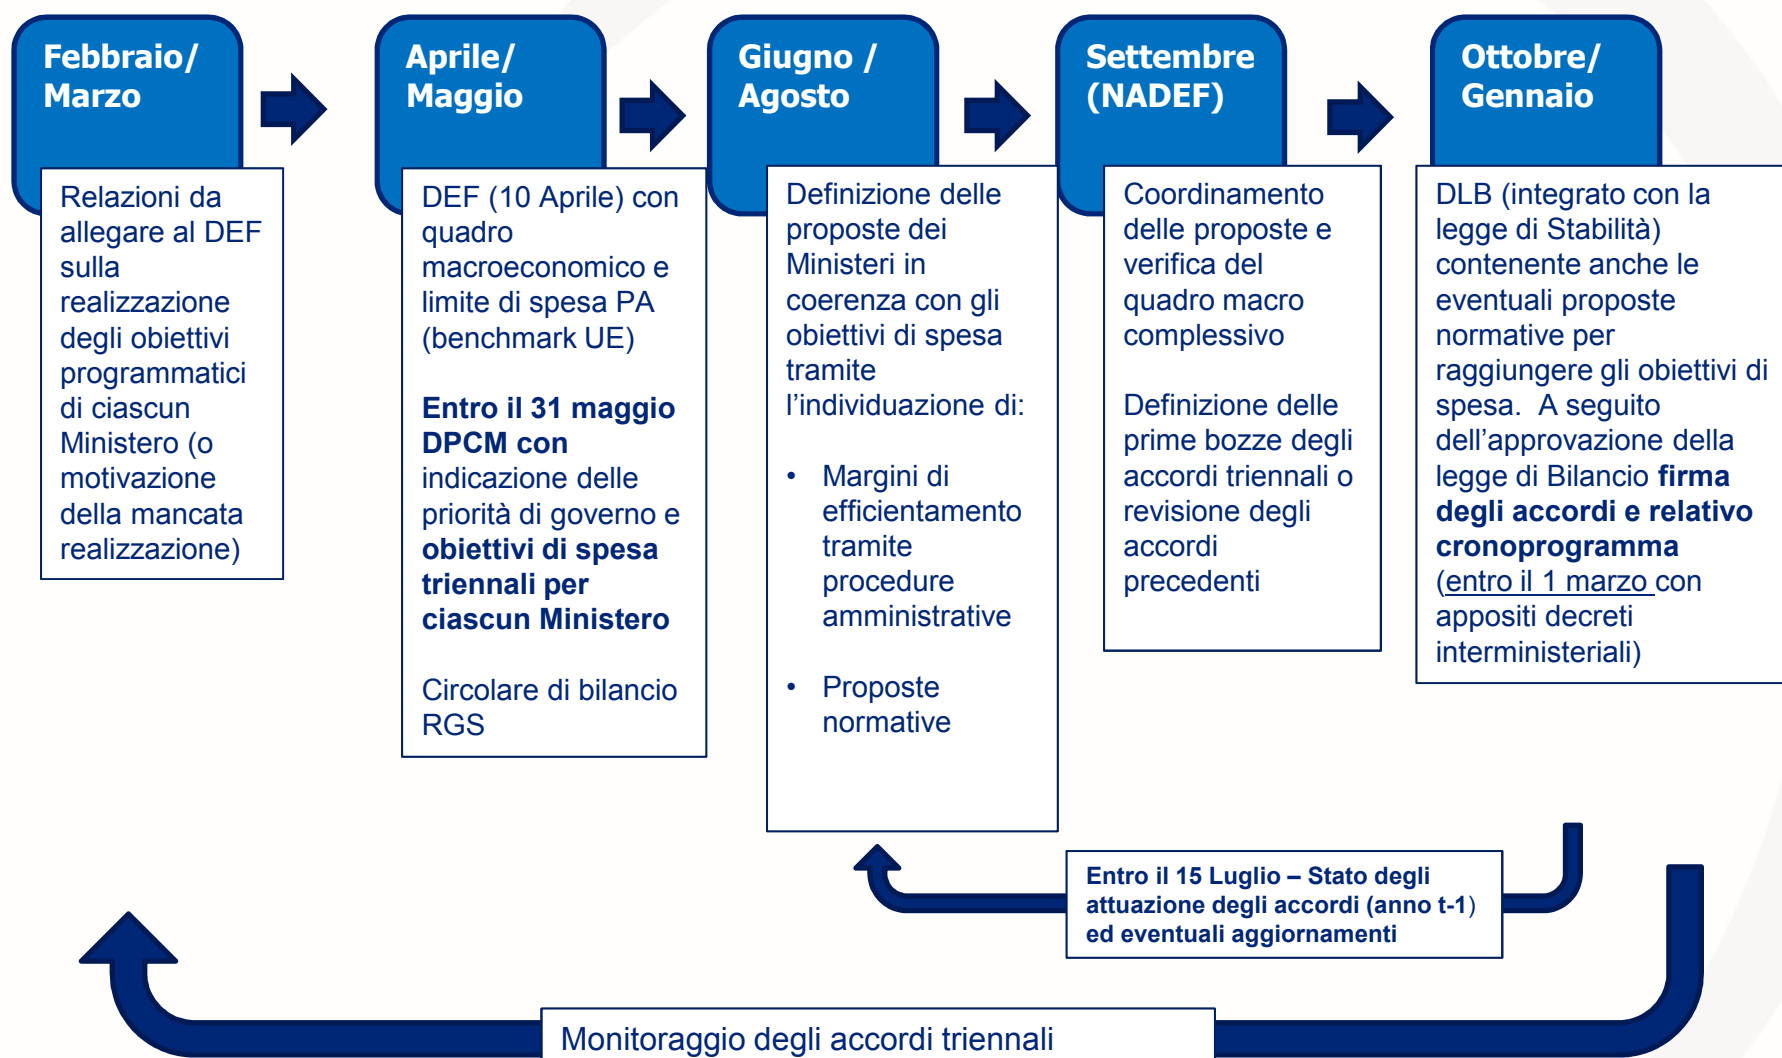 Febbraio/
Marzo
Relazioni da
allegare al DEF
sulla
realizzazione
degli obiettivi
programmatici
di ciascun
Ministero (o
motivazione
della mancata
realizzazione)
Aprile/
Maggio
DEF (10 Aprile) con
quadro
macroeconomico e
limite di spesa PA
(benchmark UE)
Entro il 31 maggio
DPCM con
indicazione delle
priorità di governo e
obiettivi di spesa
triennali per
ciascun Ministero
Circolare di bilancio
RGS
Giugno /
Agosto
Definizione delle
proposte dei
Ministeri in
coerenza con gli
obiettivi di spesa
tramite
l’individuazione di:
• Margini di
efficientamento
tramite
procedure
amministrative
• Proposte
normative
Settembre
(NADEF)
Coordinamento
delle proposte e
verifica del
quadro macro
complessivo
Definizione delle
prime bozze degli
accordi triennali o
revisione degli
accordi
precedenti
Ottobre/
Gennaio
DLB (integrato con la
legge di Stabilità)
contenente anche le
eventuali proposte
normative per
raggiungere gli obiettivi di
spesa. A seguito
dell’approvazione della
legge di Bilancio firma
degli accordi e relativo
cronoprogramma
(entro il 1 marzo con
appositi decreti
interministeriali)
Entro il 15 Luglio – Stato degli
attuazione degli accordi (anno t-1)
ed eventuali aggiornamenti
Monitoraggio degli accordi triennali